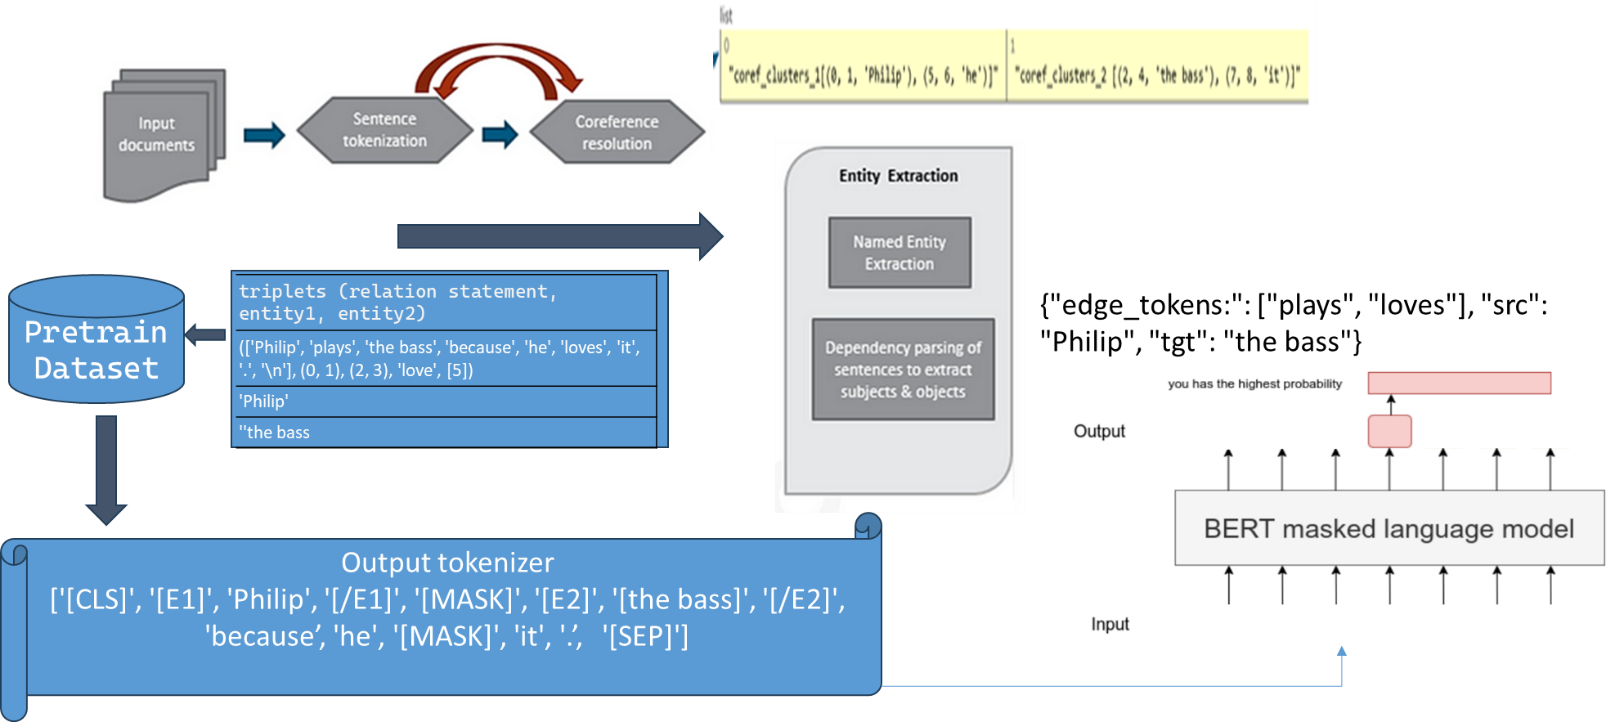 list
0
1
"coref_clusters_1[(0, 1, 'Philip'), (5, 6, 'he')]"
"coref_clusters_2 [(2, 4, 'the bass'), (7, 8, 'it')]"
Input
documents
Sentence
tokenization
Coreference
resolution
Entity Extraction
Named Entity
Extraction
Dependency parsing of
sentences to extract
subjects & objects
Pretrain
Dataset
triplets (relation statement,
entity1, entity2)
(['Philip', 'plays', 'the bass', 'because', 'he', 'loves', 'it',
'.', '\n'], (0, 1), (2, 3), 'love', [5])
'Philip'
"the bass
{"edge_tokens:": ["plays", "loves"], "src":
"Philip", "tgt": "the bass"}
you has the highest probability
Output
BERT masked language model
Input
Output tokenizer
['[CLS]', '[E1]', 'Philip', '[/E1]', '[MASK]', '[E2]', '[the bass]', '[/E2]',
'because’, 'he', '[MASK]', 'it', '.’, '[SEP]']